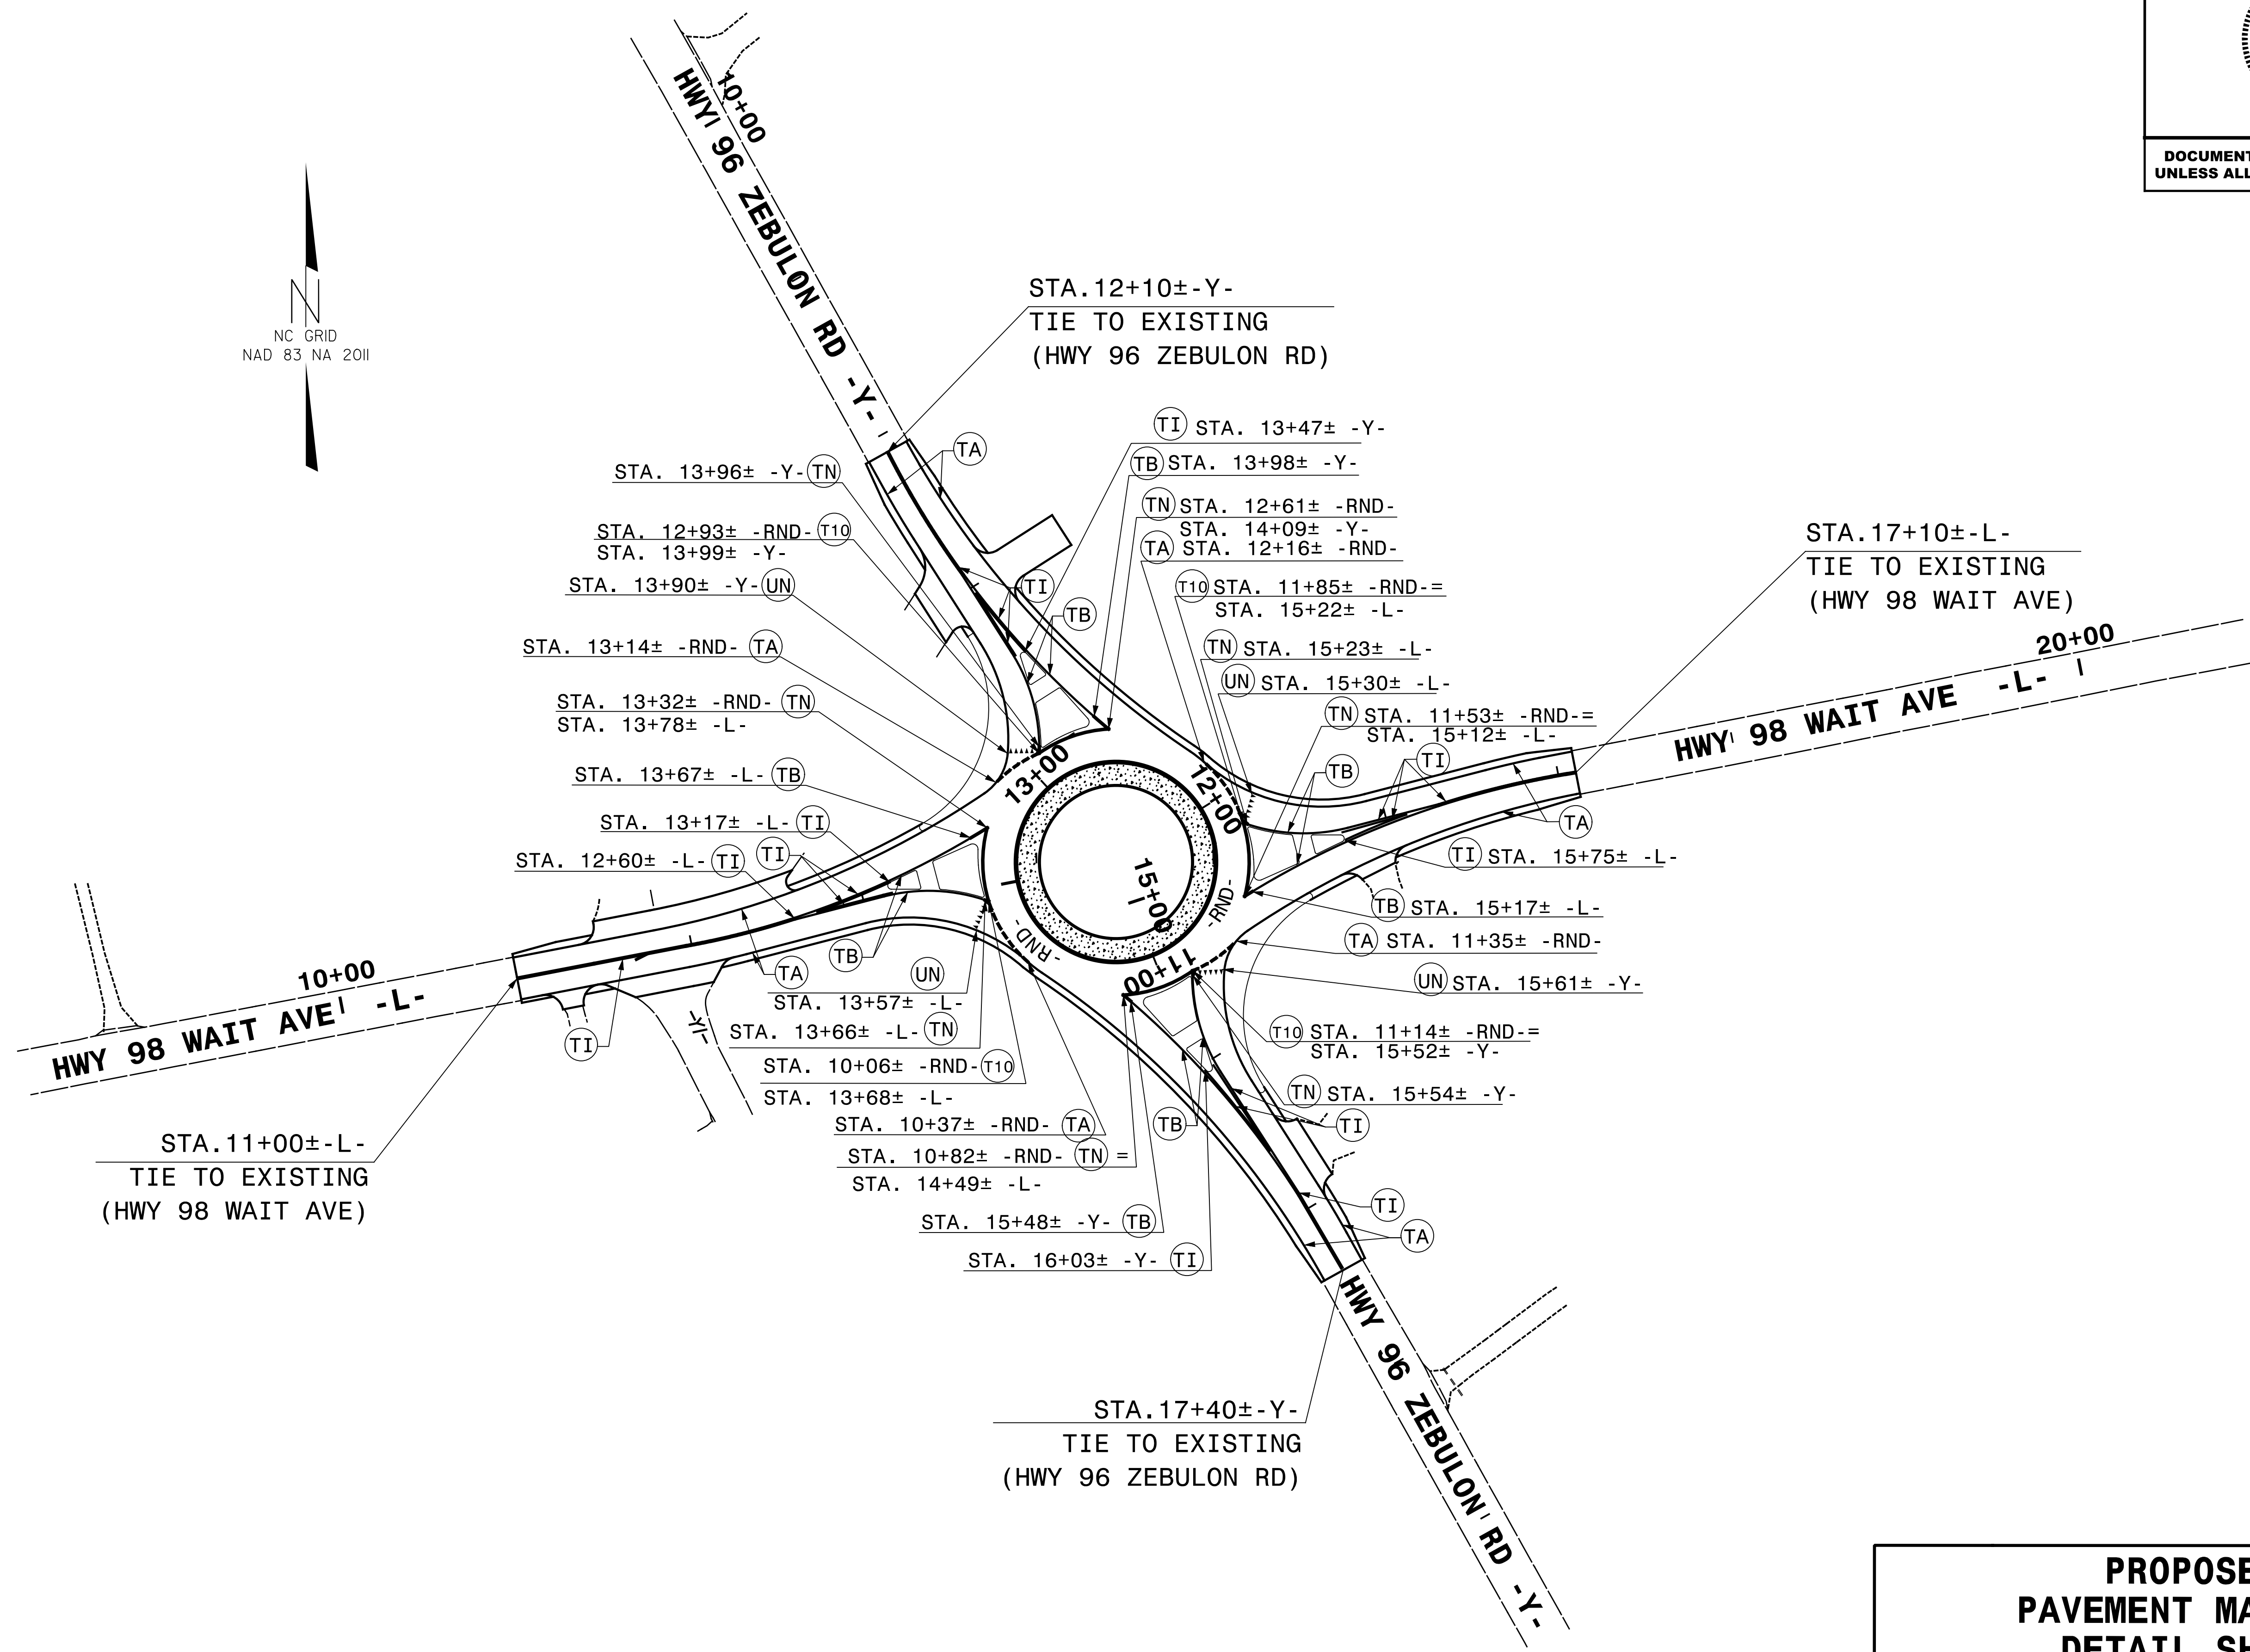 DOCUMENT
UNLESS ALL
10+00
HWY 96 ZEBULON RD -Y-
N
NC GRID
NAD 83 NA 2011
STA.12+10±-Y-
TIE TO EXISTING
(HWY 96 ZEBULON RD)
TA
TI STA. 13+47± -Y-
TB STA. 13+98± -Y-
TN STA. 12+61± -RND-
STA. 14+09± -Y-
TA STA. 12+16± -RND-
T10 STA. 11+85± -RND-=
STA. 15+22± -L-
TN STA. 15+23± -L-
UN STA. 15+30± -L-
TN STA. 11+53± -RND-=
STA. 15+12± -L-
STA. 13+96± -Y- TN
STA. 12+93± -RND- T10
STA. 13+99± -Y-
STA. 13+90± -Y- UN
STA. 13+14± -RND- TA
STA. 13+32± -RND- TN
STA. 13+78± -L-
STA. 13+67± -L- TB
STA. 13+17± -L- TI
STA. 12+60± -L- TI
TI
TI
TB
STA.17+10±-L-
TIE TO EXISTING
(HWY 98 WAIT AVE)
20+00
HWY 98 WAIT AVE -L-
TB
TI
TA
13+00
12+00
15+00
11+00
-RND-
-RND-
TI STA. 15+75± -L-
TB STA. 15+17± -L-
TA STA. 11+35± -RND-
UN STA. 15+61± -Y-
T10 STA. 11+14± -RND-=
STA. 15+52± -Y-
TN STA. 15+54± -Y-
TI
TB
TI
TA
10+00
HWY 98 WAIT AVE -L-
TI
-Y1-
TA
TB
UN
STA. 13+57± -L-
STA. 13+66± -L- TN
STA. 10+06± -RND- T10
STA. 13+68± -L-
STA. 10+37± -RND- TA
STA. 10+82± -RND- TN =
STA. 14+49± -L-
STA. 15+48± -Y- TB
STA. 16+03± -Y- TI
STA.11+00±-L-
TIE TO EXISTING
(HWY 98 WAIT AVE)
STA.17+40±-Y-
TIE TO EXISTING
(HWY 96 ZEBULON RD)
HWY 96 ZEBULON RD -Y-
PROPOSE
PAVEMENT MA
DETAIL SH